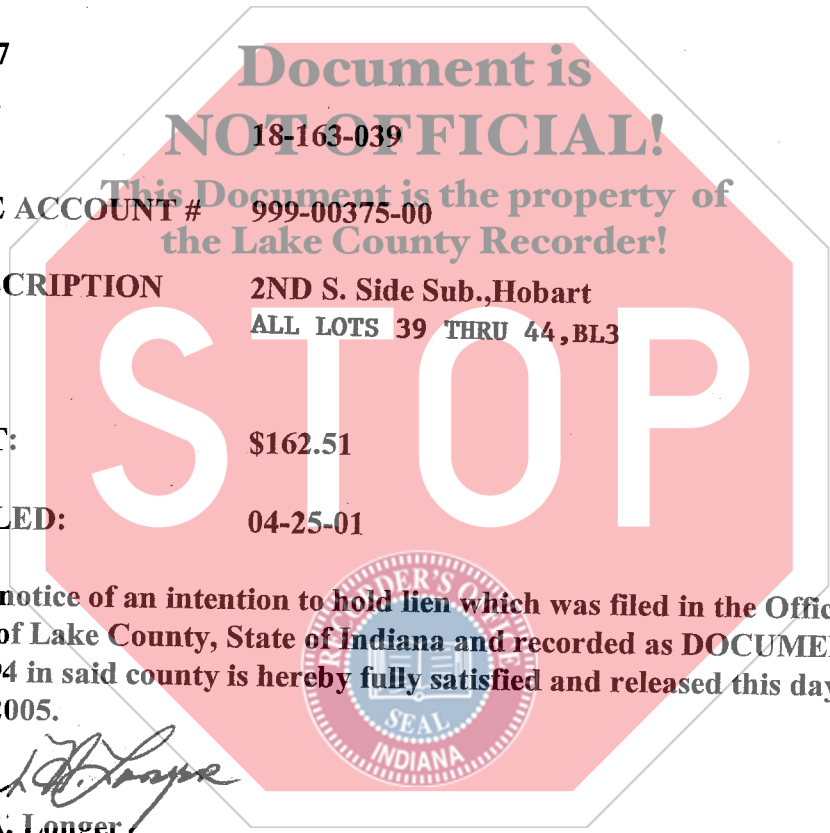 7
Document is
NOT OFFICIAL!
18-163-039
This Document is the property of
ACCOUNT # 999-00375-00
the Lake County Recorder!
CRIPTION 2ND S. Side Sub.,Hobart
ALL LOTS 39 THRU 44,BL3
STOP
T: $162.51
LED: 04-25-01
notice of an intention to hold lien which was filed in the Offic
of Lake County, State of Indiana and recorded as DOCUME
4 in said county is hereby fully satisfied and released this day
005.
RECORDER'S OFFICE
SEAL
INDIANA
Longer